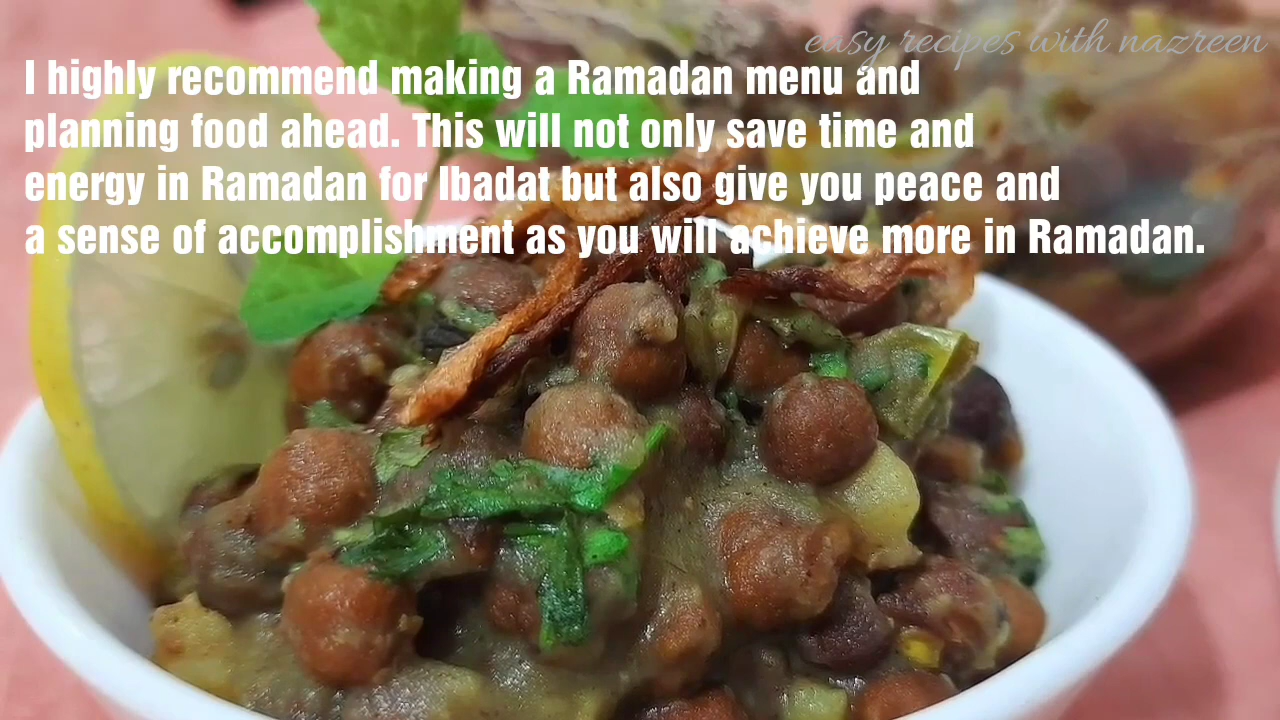 easy recipes with nazreen
I highly recommend making a Ramadan menu and
planning food ahead. This will not only save time and
energy in Ramadan for Ibadat but also give you peace and
a sense of accomplishment as you will achieve more in Ramadan.